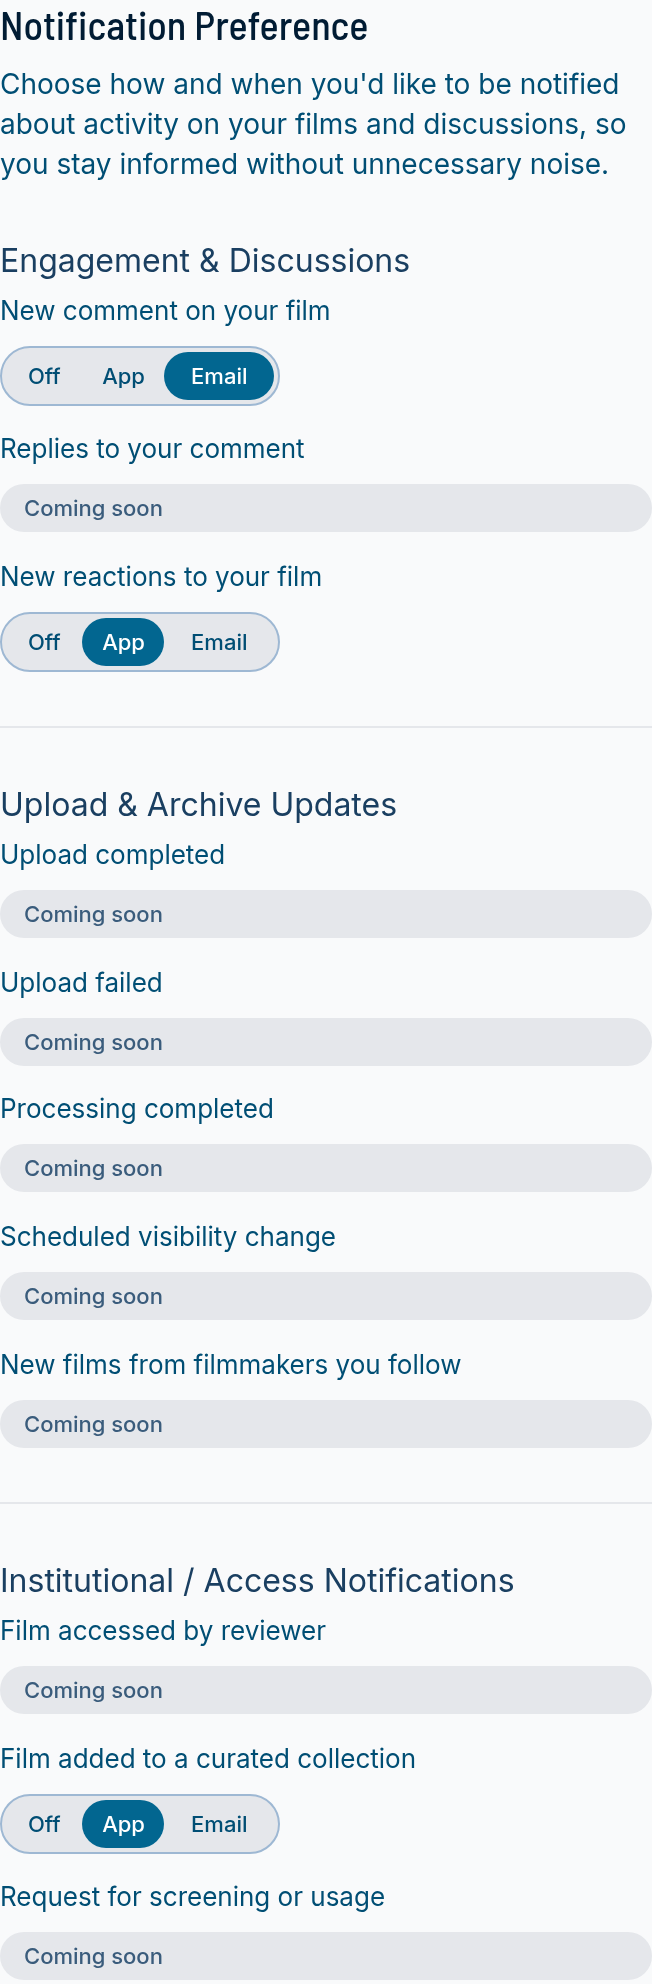 Notification Preference
Choose how and when you'd like to be notified
about activity on your films and discussions, so
you stay informed without unnecessary noise.
Engagement & Discussions
New comment on your film
Off App Email
Replies to your comment
Coming soon
New reactions to your film
Off App Email
Upload & Archive Updates
Upload completed
Coming soon
Upload failed
Coming soon
Processing completed
Coming soon
Scheduled visibility change
Coming soon
New films from filmmakers you follow
Coming soon
Institutional / Access Notifications
Film accessed by reviewer
Coming soon
Film added to a curated collection
Off App Email
Request for screening or usage
Coming soon